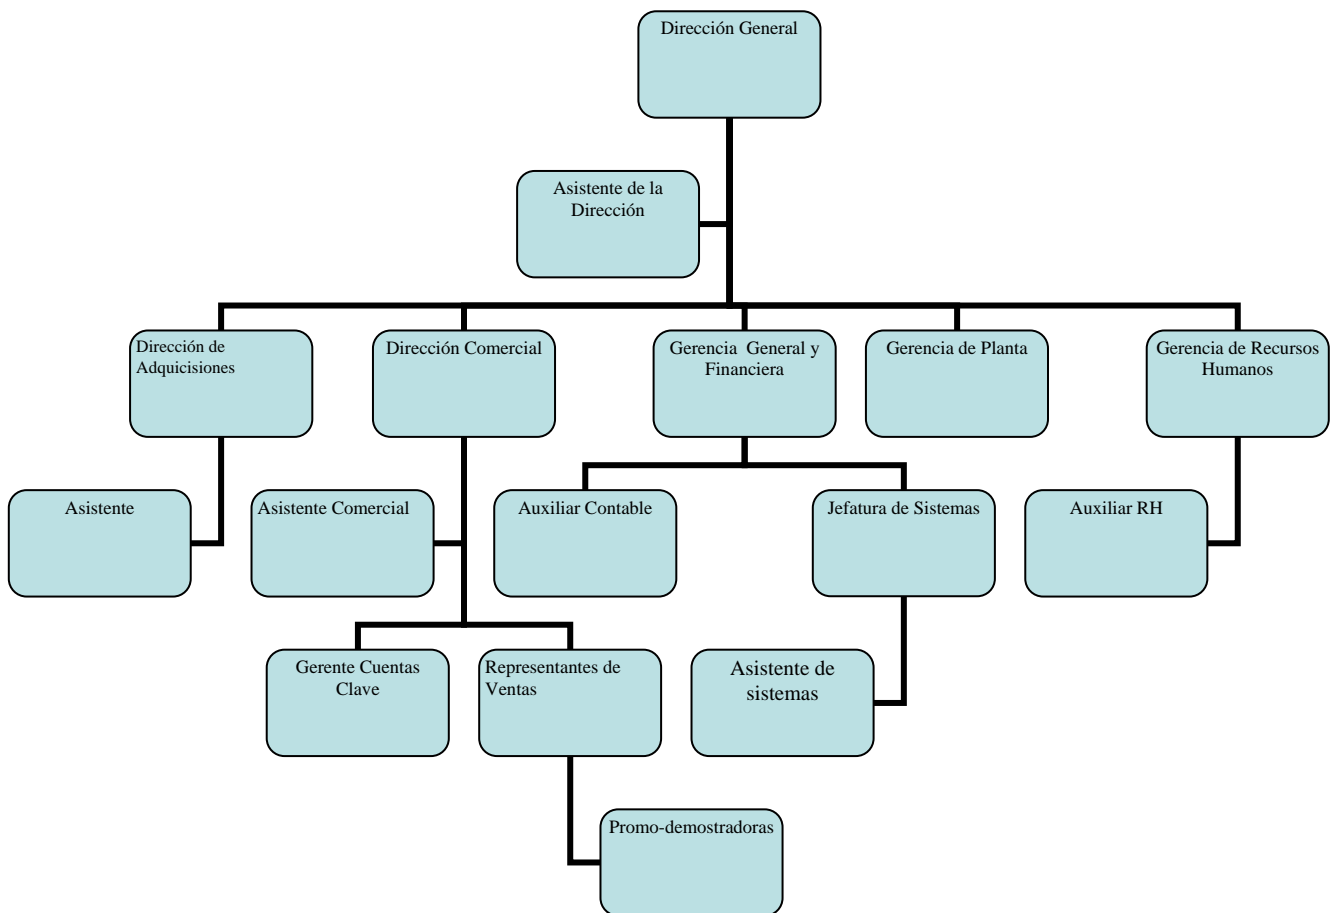 Dirección General
Asistente de la
Dirección
Dirección de
Adquicisiones
Dirección Comercial
Gerencia  General y
Financiera
Gerencia de Planta
Gerencia de Recursos
Humanos
Asistente
Asistente Comercial
Auxiliar Contable
Jefatura de Sistemas
Auxiliar RH
Gerente Cuentas
Clave
Representantes de
Ventas
Asistente de
sistemas
Promo-demostradoras